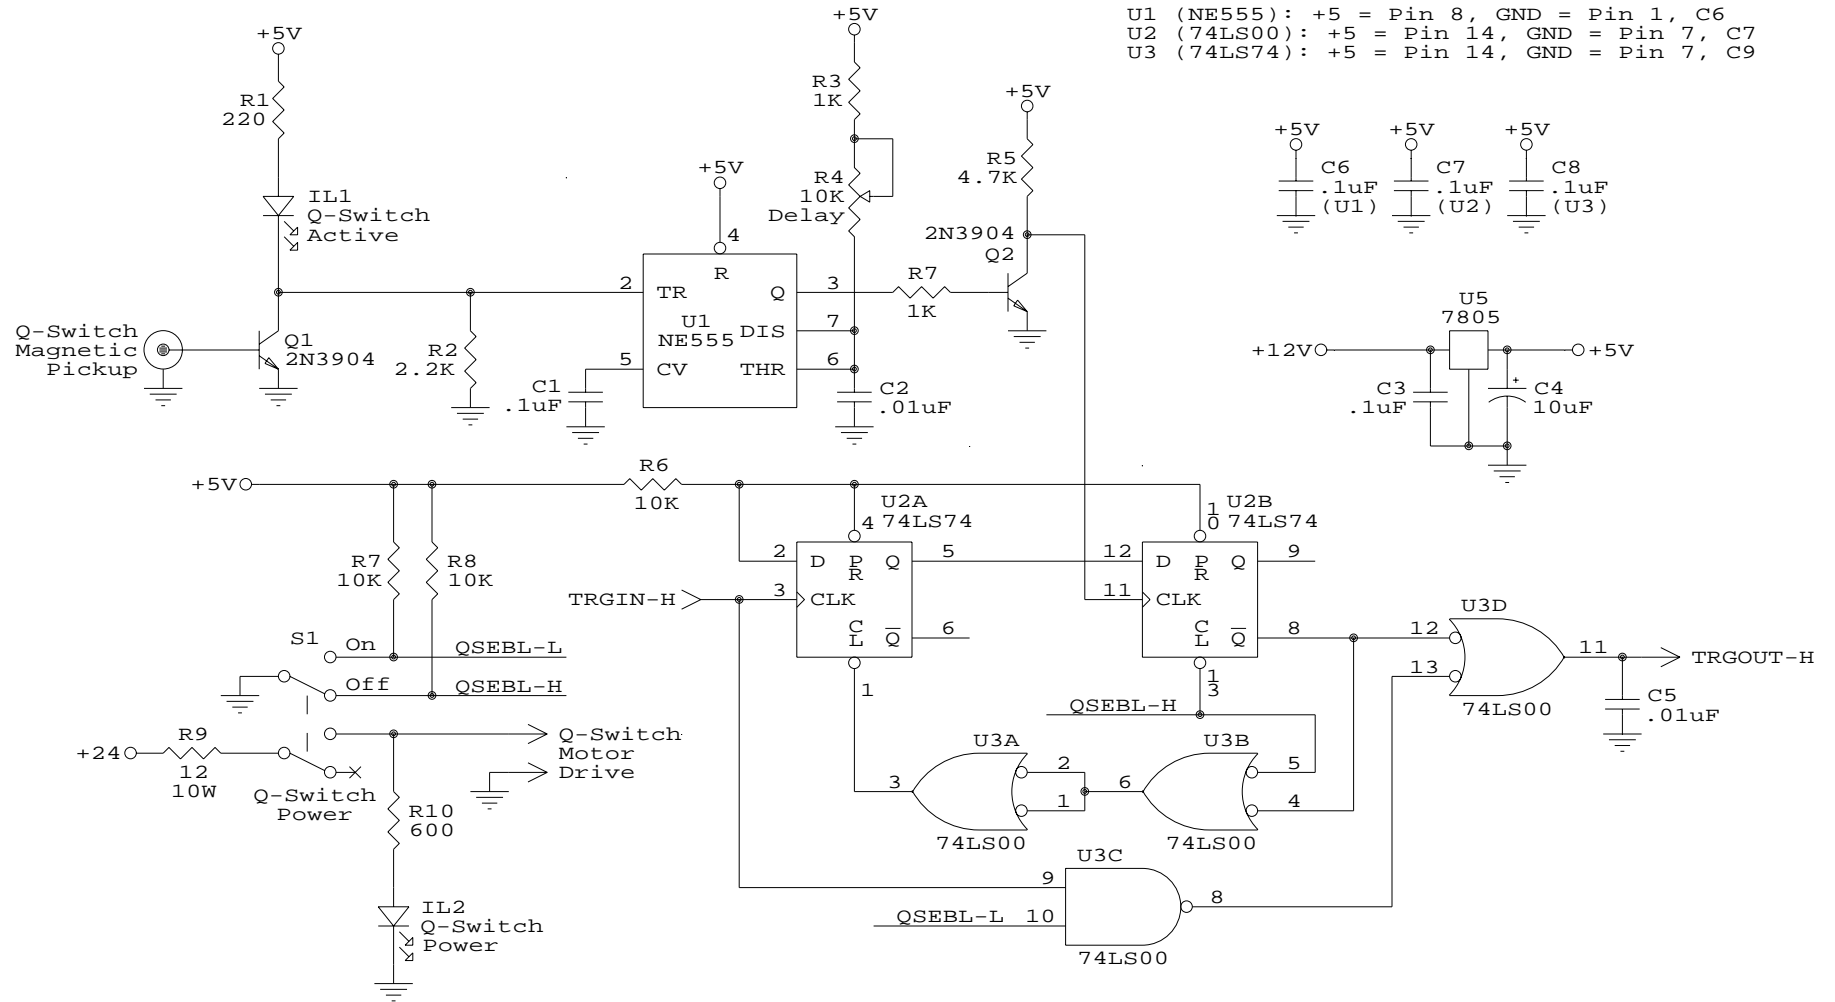 U1 (NE555): +5 = Pin 8, GND = Pin 1, C6
U2 (74LS00): +5 = Pin 14, GND = Pin 7, C7
U3 (74LS74): +5 = Pin 14, GND = Pin 7, C9
+5V
R1
220
IL1
Q-Switch
Active
Q-Switch
Magnetic
Pickup
Q1
2N3904
R2
2.2K
+5V
4
R
2
TR
Q
3
U1
NE555
DIS
7
5
CV
THR
6
C1
.1uF
+5V
R3
1K
R4
10K
Delay
C2
.01uF
R7
1K
+5V
R5
4.7K
2N3904
Q2
+5V
C6
.1uF
(U1)
+5V
C7
.1uF
(U2)
+5V
C8
.1uF
(U3)
U5
7805
+12V
+5V
C3
.1uF
+
C4
10uF
+5V
R6
10K
R7
10K
R8
10K
S1
On
QSEBL-L
Off
QSEBL-H
+24
R9
12
10W
Q-Switch
Power
Q-Switch
Motor
Drive
R10
600
IL2
Q-Switch
Power
TRGIN-H
U2A
74LS74
4
2
D
PR
Q
5
3
CLK
CL
Q
6
1
U2B
74LS74
10
12
D
PR
Q
9
11
CLK
CL
Q
8
13
QSEBL-H
U3A
3
2
1
74LS00
U3B
6
5
4
74LS00
U3C
9
QSEBL-L 10
8
74LS00
U3D
12
13
11
74LS00
TRGOUT-H
C5
.01uF